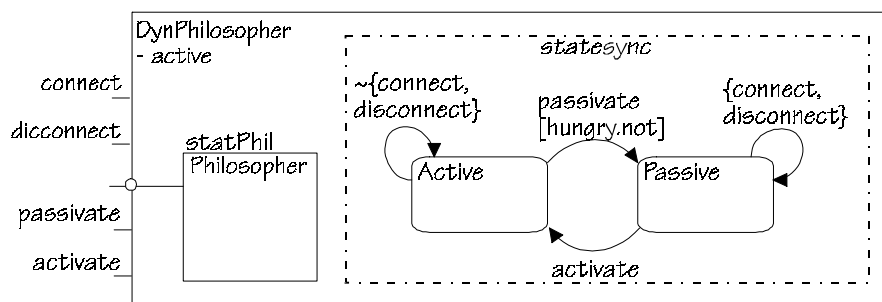 DynPhilosopher
- active
connect
dicconnect
passivate
activate
statPhil
Philosopher
statesync
~{connect,
disconnect}
passivate
[hungry.not]
{connect,
disconnect}
Active
Passive
activate